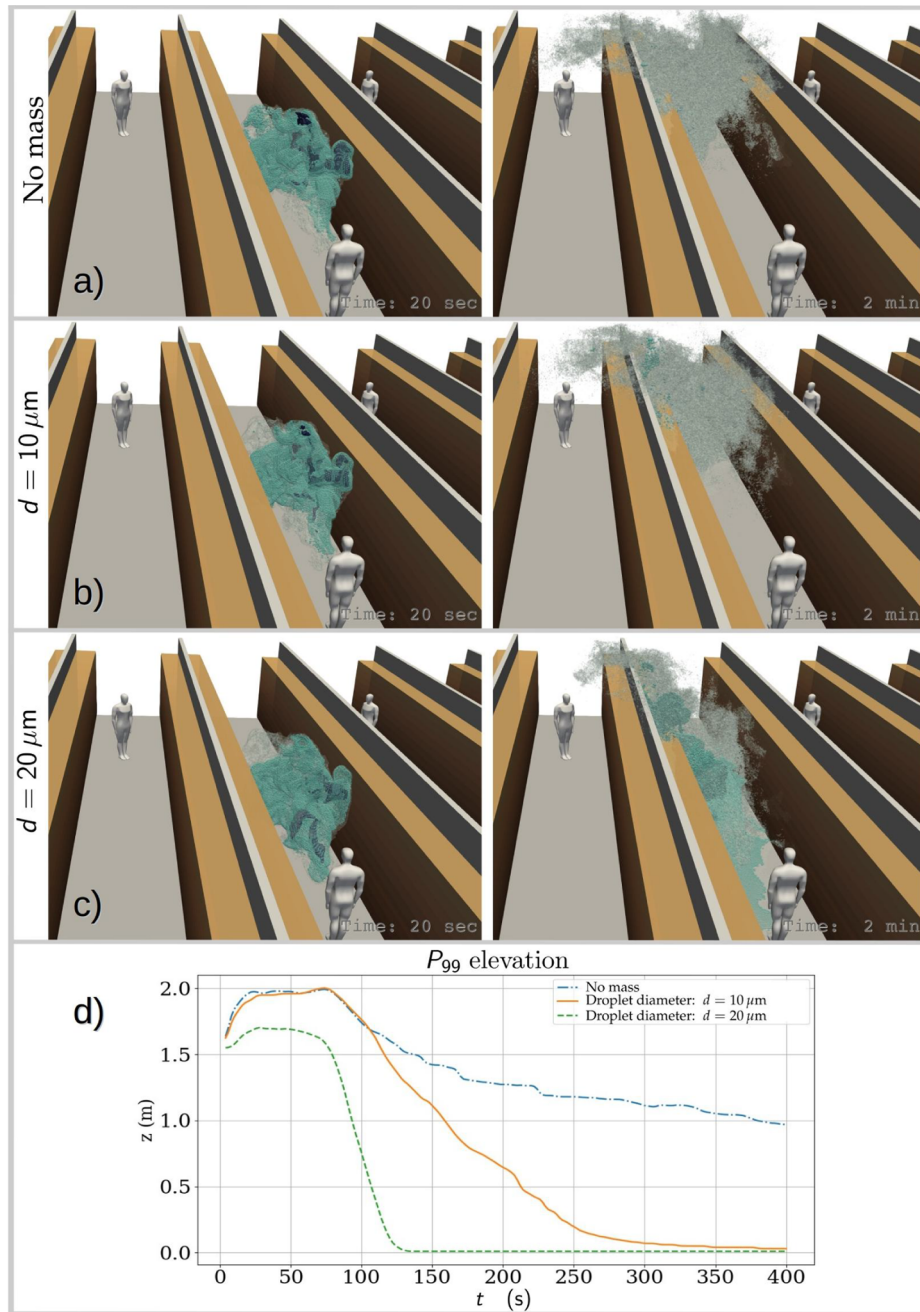 No mass
a)
Time: 20 sec
Time: 2 min
d = 10 μm
b)
Time: 20 sec
Time: 2 min
d = 20 μm
c)
Time: 20 sec
Time: 2 min
P99 elevation
d)
No mass
Droplet diameter: d = 10 μm
Droplet diameter: d = 20 μm
2.0
1.5
1.0
0.5
0.0
z (m)
0 50 100 150 200 250 300 350 400
t (s)